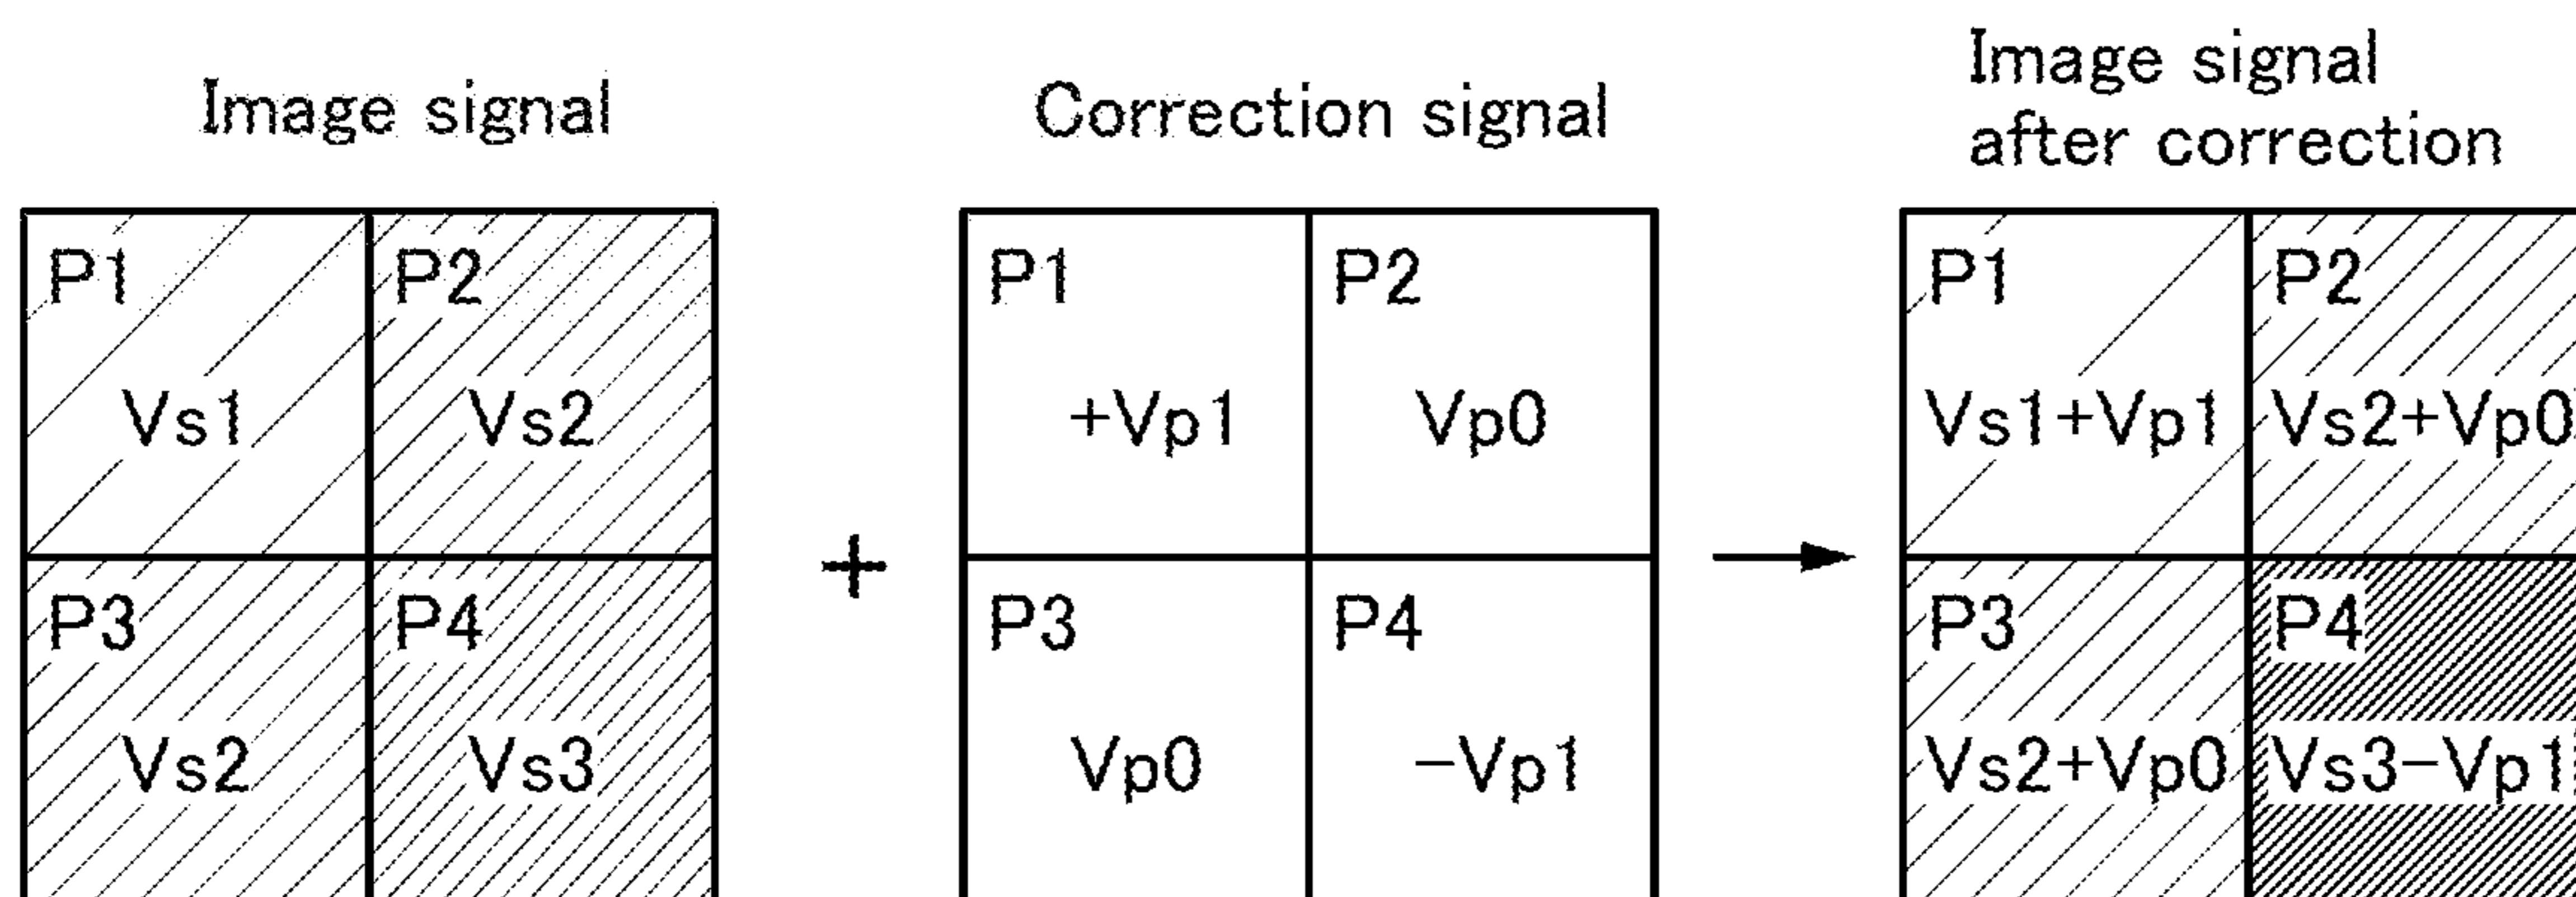 Image signal
Correction signal
Image signal
after correction
P1
P2
Vs1
Vs2
P3
P4
Vs2
Vs3
+
P1
P2
+Vp1
Vp0
P3
P4
Vp0
−Vp1
P1
P2
Vs1+Vp1
Vs2+Vp0
P3
P4
Vs2+Vp0
Vs3−Vp1